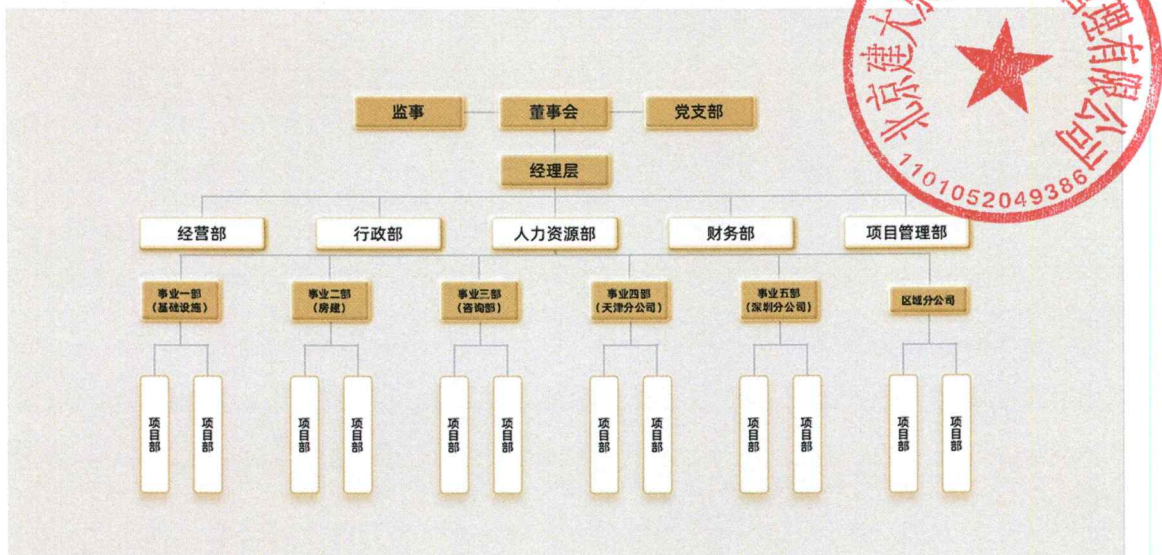 监事
董事会
党支部
经理层
经营部
行政部
人力资源部
财务部
项目管理部
事业一部
(基础设施)
事业二部
(房建)
事业三部
(咨询部)
事业四部
(天津分公司)
事业五部
(深圳分公司)
区域分公司
项目部
项目部
项目部
项目部
项目部
项目部
项目部
项目部
项目部
项目部
项目部
项目部
北京建大
理有限公司
1101052049386